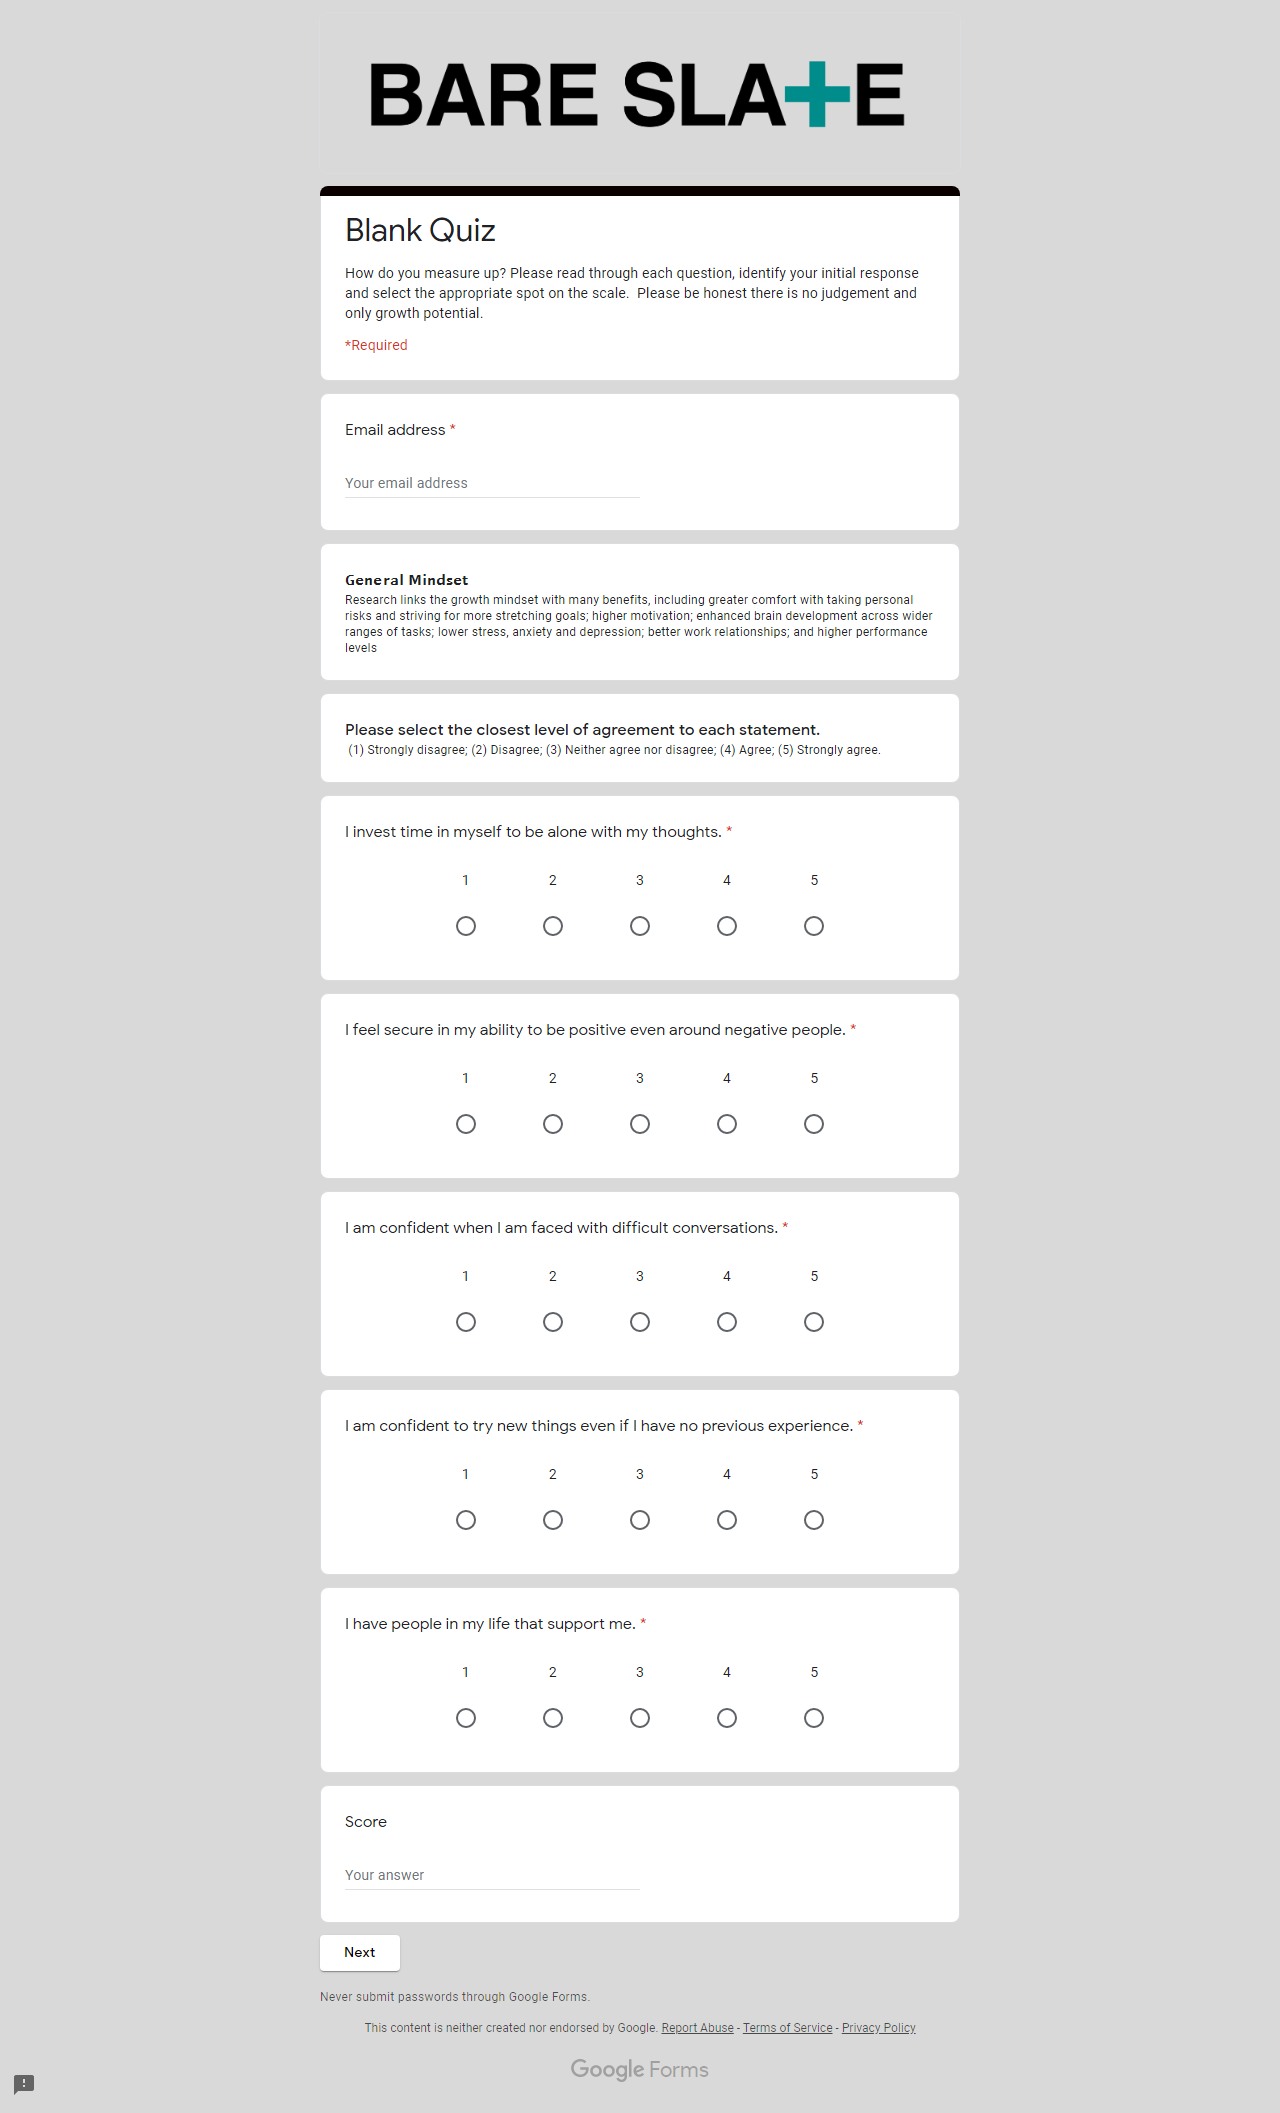 BARE SLATE
Blank Quiz
How do you measure up? Please read through each question, identify your initial response
and select the appropriate spot on the scale.  Please be honest there is no judgement and
only growth potential.
*Required
Email address *
Your email address
General Mindset
Research links the growth mindset with many benefits, including greater comfort with taking personal
risks and striving for more stretching goals; higher motivation; enhanced brain development across wider
ranges of tasks; lower stress, anxiety and depression; better work relationships; and higher performance
levels
Please select the closest level of agreement to each statement.
(1) Strongly disagree; (2) Disagree; (3) Neither agree nor disagree; (4) Agree; (5) Strongly agree.
I invest time in myself to be alone with my thoughts. *
1 2 3 4 5
I feel secure in my ability to be positive even around negative people. *
1 2 3 4 5
I am confident when I am faced with difficult conversations. *
1 2 3 4 5
I am confident to try new things even if I have no previous experience. *
1 2 3 4 5
I have people in my life that support me. *
1 2 3 4 5
Score
Your answer
Next
Never submit passwords through Google Forms.
This content is neither created nor endorsed by Google. Report Abuse - Terms of Service - Privacy Policy
Google Forms